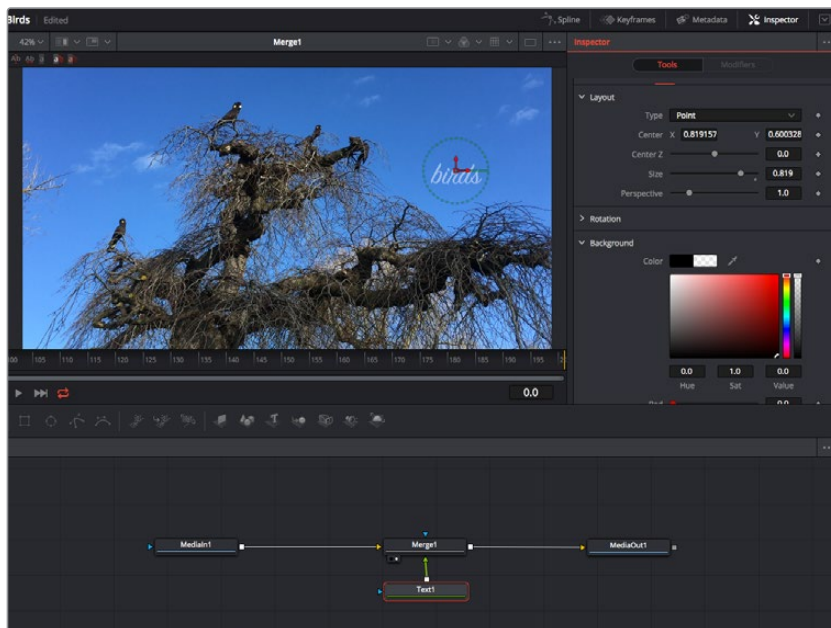 Birds Edited Spline Keyframes Metadata Inspector
42% Merge1 Inspector
Tools Modifiers
Layout
Type Point
Center X 0.819157 Y 0.600328
Center Z 0.0
Size 0.819
Perspective 1.0
birds
Rotation
Background
Color
0.0 1.0 0.0
Hue Sat Value
105 110 115 120 125 130 135 140 145 150 155 160 165 170 175 180 185 190 195
0.0
MediaIn1 Merge1 MediaOut1
Text1